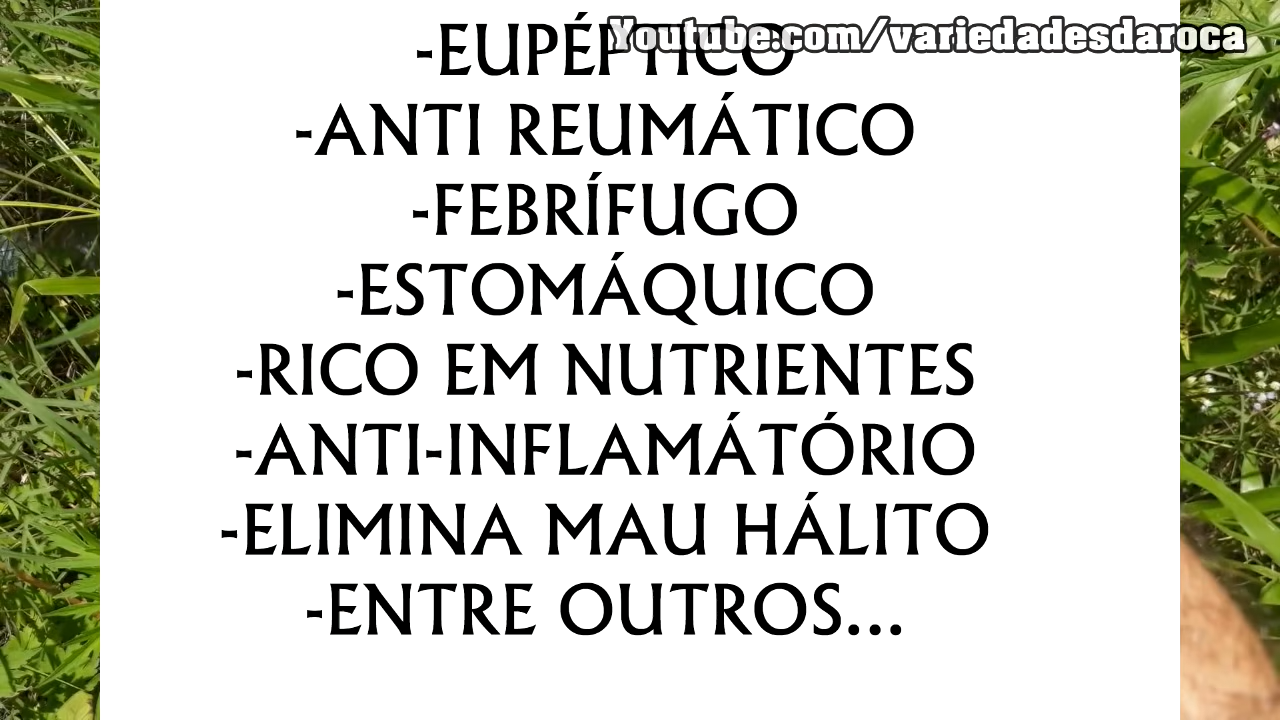 Youtube.com/variedadesdaroca
-EUPÉPTICO
-ANTI REUMÁTICO
-FEBRÍFUGO
-ESTOMÁQUICO
-RICO EM NUTRIENTES
-ANTI-INFLAMÁTÓRIO
-ELIMINA MAU HÁLITO
-ENTRE OUTROS...